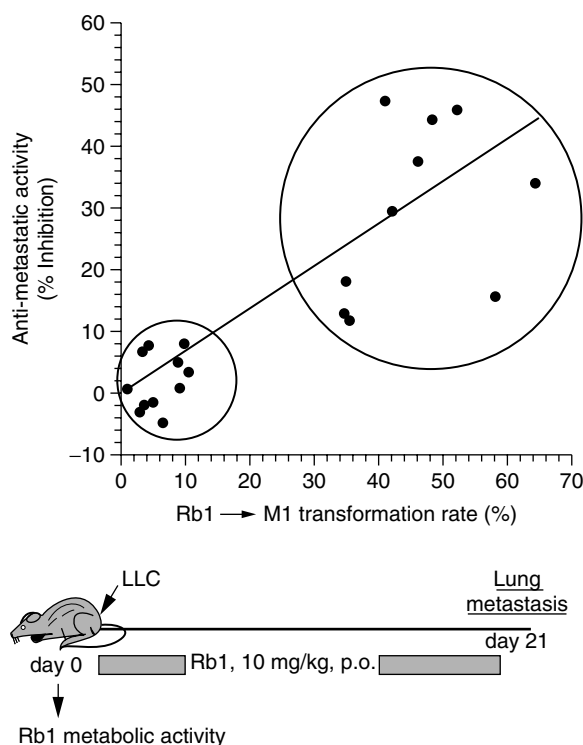 60
50
40
30
20
10
0
−10
Anti-metastatic activity
(% Inhibition)
0 10 20 30 40 50 60 70
Rb1 → M1 transformation rate (%)
LLC
Lung
metastasis
day 21
day 0
Rb1, 10 mg/kg, p.o.
Rb1 metabolic activity